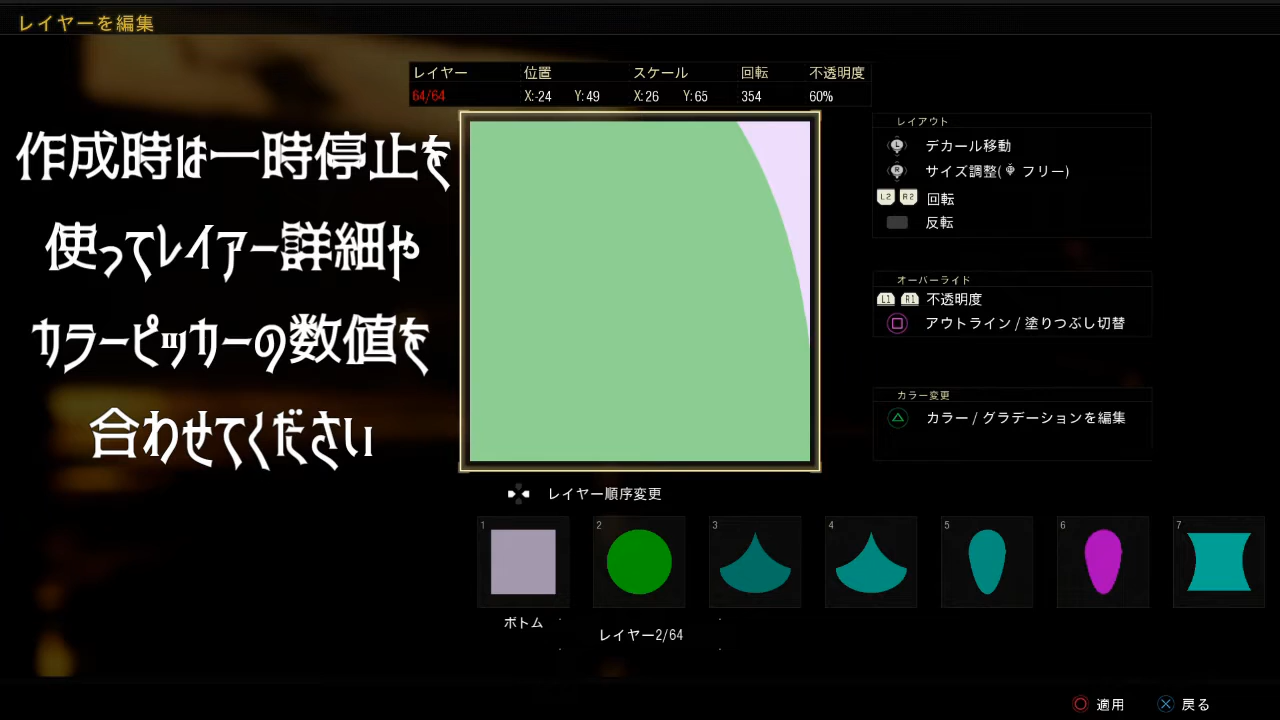 レイヤーを編集
レイヤー 位置 スケール 回転 不透明度
64/64 X:-24 Y:49 X:26 Y:65 354 60%
作成時は一時停止を
使ってレイアー詳細や
カラーピッカーの数値を
合わせてください
レイアウト
L デカール移動
R サイズ調整( フリー)
L2 R2 回転
反転
オーバーライド
L1 R1 不透明度
アウトライン / 塗りつぶし切替
カラー変更
カラー / グラデーションを編集
レイヤー順序変更
1 2 3 4 5 6 7
ボトム
レイヤー2/64
適用 戻る